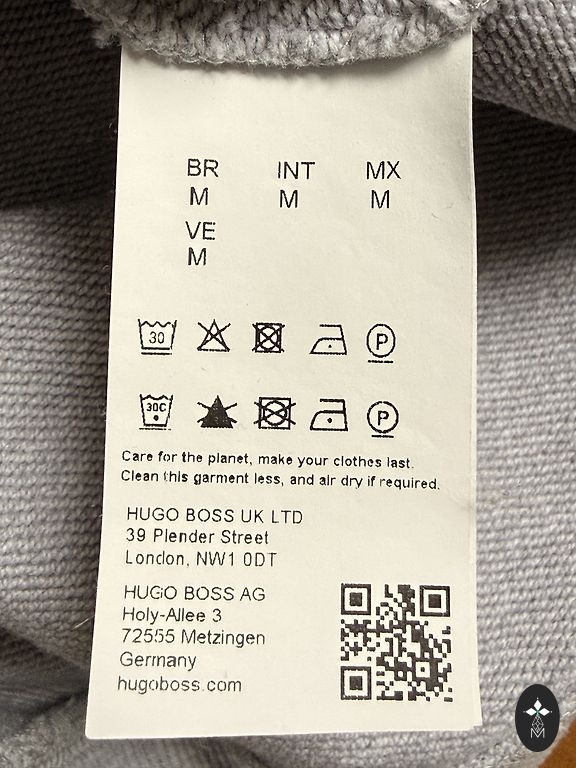 BR INT MX
M M M
VE
M
30 P
30C P
Care for the planet, make your clothes last.
Clean this garment less, and air dry if required.
HUGO BOSS UK LTD
39 Plender Street
London, NW1 0DT
HUGO BOSS AG
Holy-Allee 3
72555 Metzingen
Germany
hugoboss.com
M